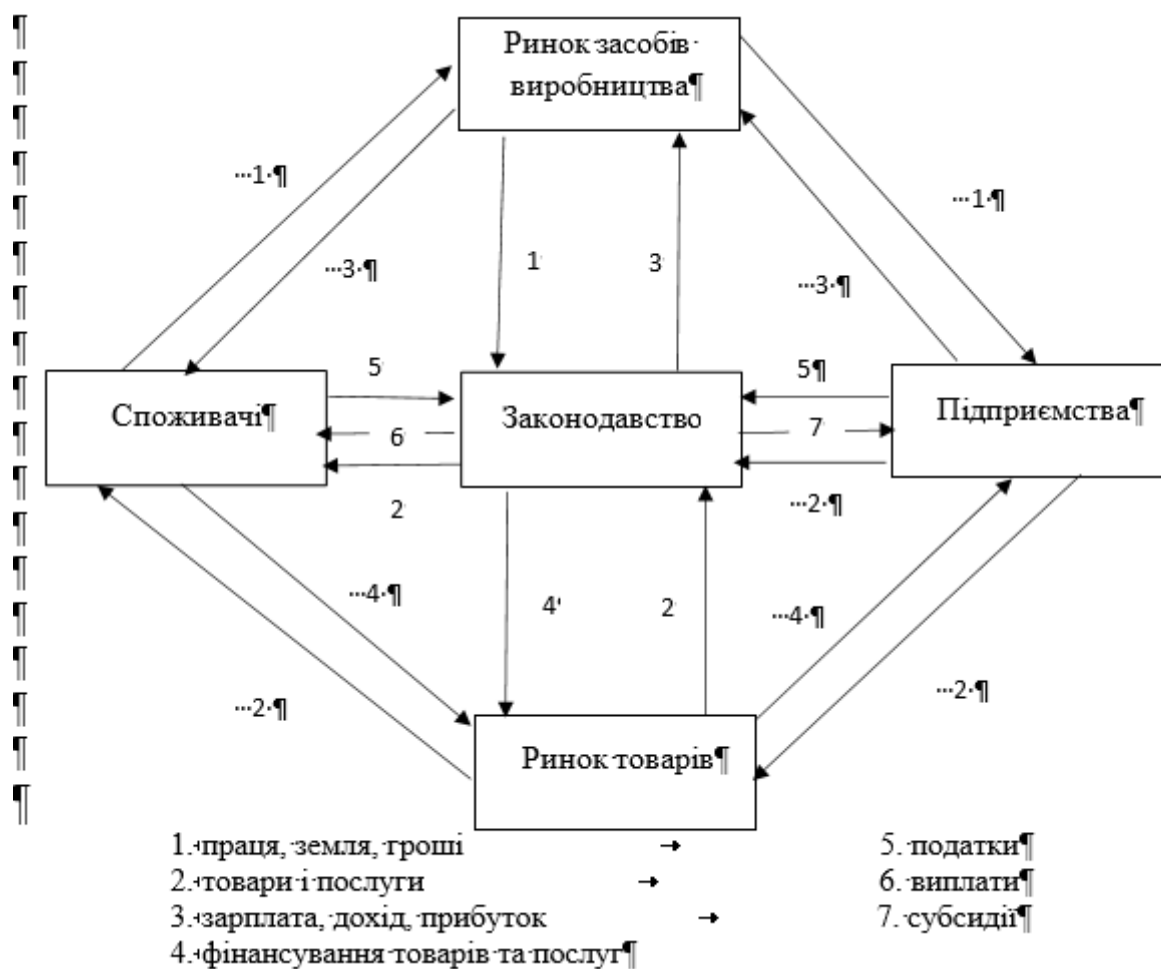 Ринок засобів
виробництва
1
1
1
3
3
3
5
5
Споживачі
Законодавство
Підприємства
6
7
2
2
4
4
2
4
2
2
Ринок товарів
1. праця, земля, гроші 5. податки
2. товари і послуги 6. виплати
3. зарплата, дохід, прибуток 7. субсидії
4. фінансування товарів та послуг